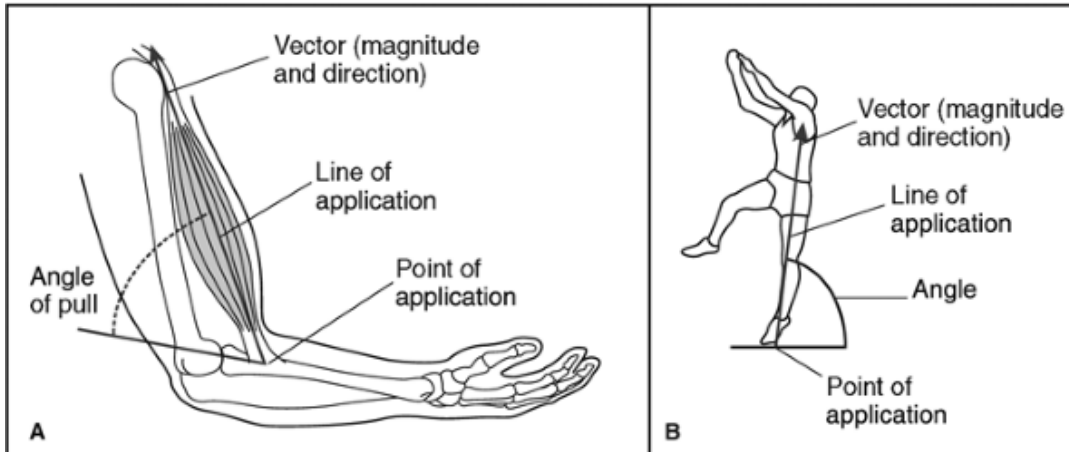 Vector (magnitude
and direction)
Line of
application
Angle
of pull
Point of
application
A
Vector (magnitude
and direction)
Line of
application
Angle
Point of
application
B